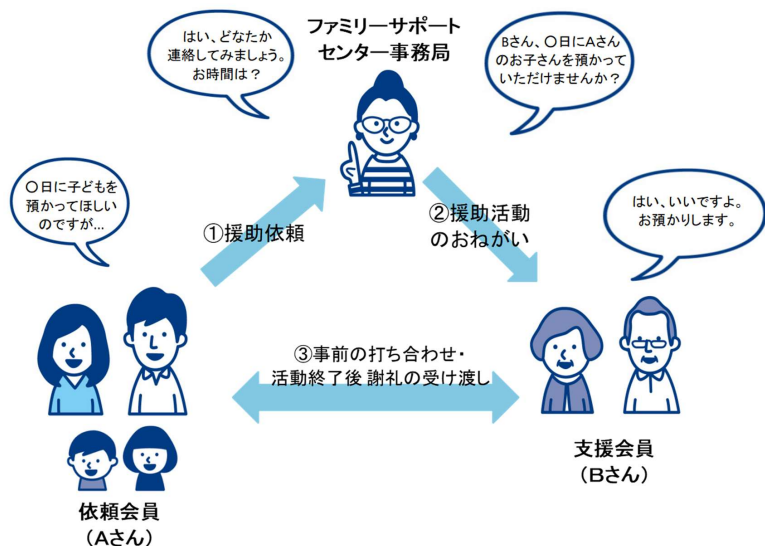 ファミリーサポート
センター事務局
はい、どなたか
連絡してみましょう。
お時間は？
Bさん、〇日にAさん
のお子さんを預かって
いただけませんか？
〇日に子どもを
預かってほしい
のですが...
①援助依頼
②援助活動
のおねがい
はい、いいですよ。
お預かりします。
③事前の打ち合わせ・
活動終了後 謝礼の受け渡し
依頼会員
（Aさん）
支援会員
（Bさん）